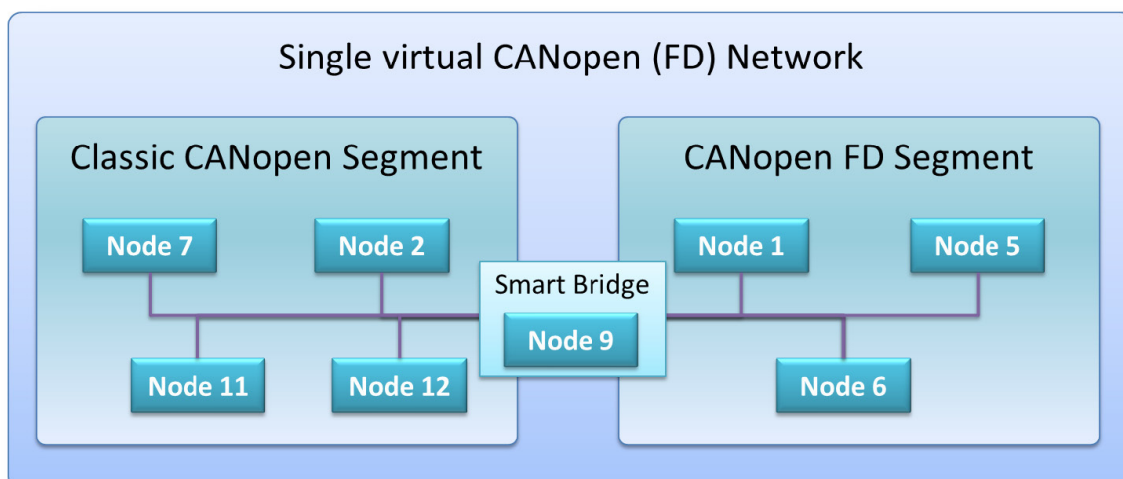 Single virtual CANopen (FD) Network
Classic CANopen Segment
Node 7
Node 2
Node 11
Node 12
Smart Bridge
Node 9
CANopen FD Segment
Node 1
Node 5
Node 6